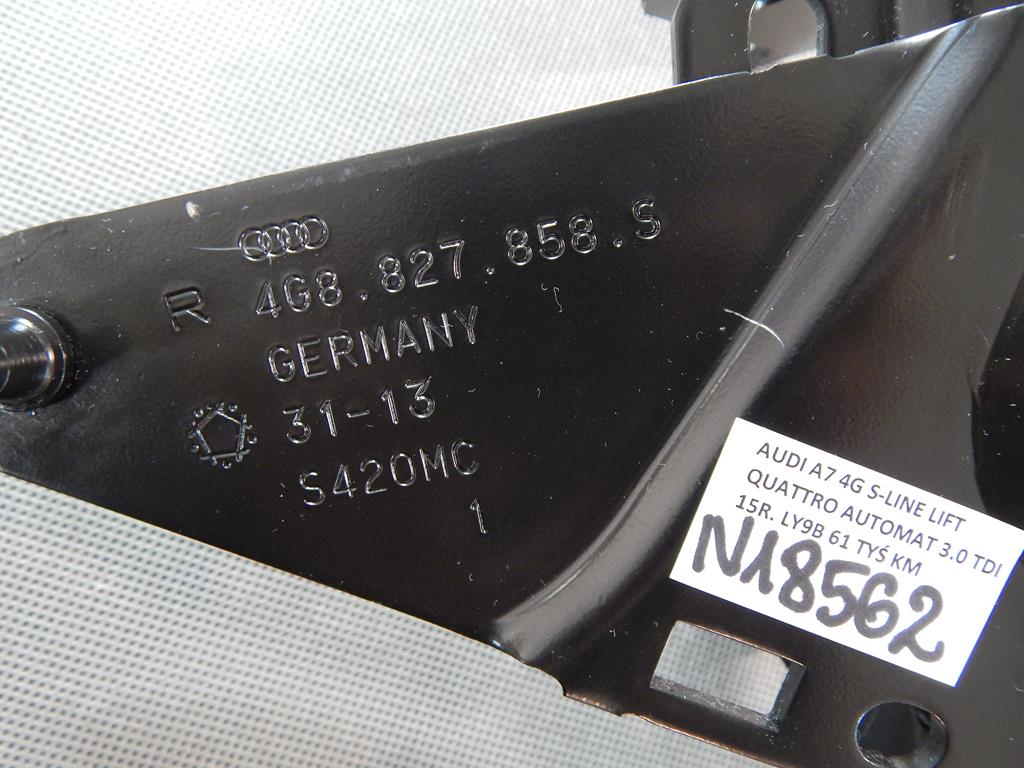 R 4G8.827.858.S
GERMANY
31-13
S420MC
1
AUDI A7 4G S-LINE LIFT
QUATTRO AUTOMAT 3.0 TDI
15R. LY9B 61 TYŚ KM
N18562